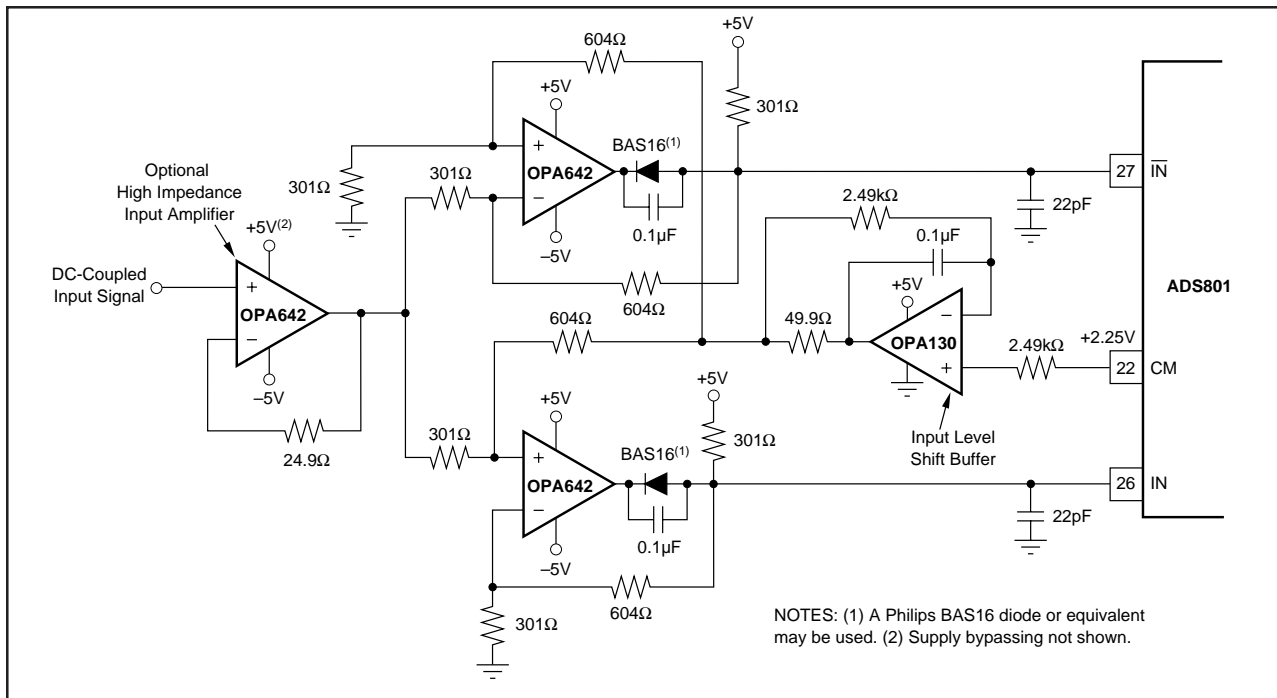 +5V
604Ω
+5V
301Ω
BAS16(1)
Optional
High Impedance
Input Amplifier
301Ω
301Ω
+
OPA642
−
27
IN
2.49kΩ
22pF
+5V(2)
0.1µF
–5V
0.1µF
DC-Coupled
Input Signal
+
OPA642
−
ADS801
+5V
604Ω
604Ω
49.9Ω
−
OPA130
+
2.49kΩ
+2.25V
22
CM
–5V
+5V
+5V
24.9Ω
301Ω
BAS16(1)
301Ω
Input Level
Shift Buffer
+
OPA642
−
26
IN
–5V
0.1µF
22pF
604Ω
301Ω
NOTES: (1) A Philips BAS16 diode or equivalent
may be used. (2) Supply bypassing not shown.